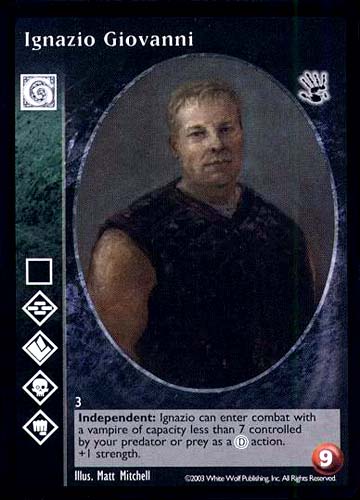 Ignazio Giovanni
3
Independent: Ignazio can enter combat with
a vampire of capacity less than 7 controlled
by your predator or prey as a Ⓓ action.
+1 strength.
9
Illus. Matt Mitchell
©2003 White Wolf Publishing, Inc. All Rights Reserved.